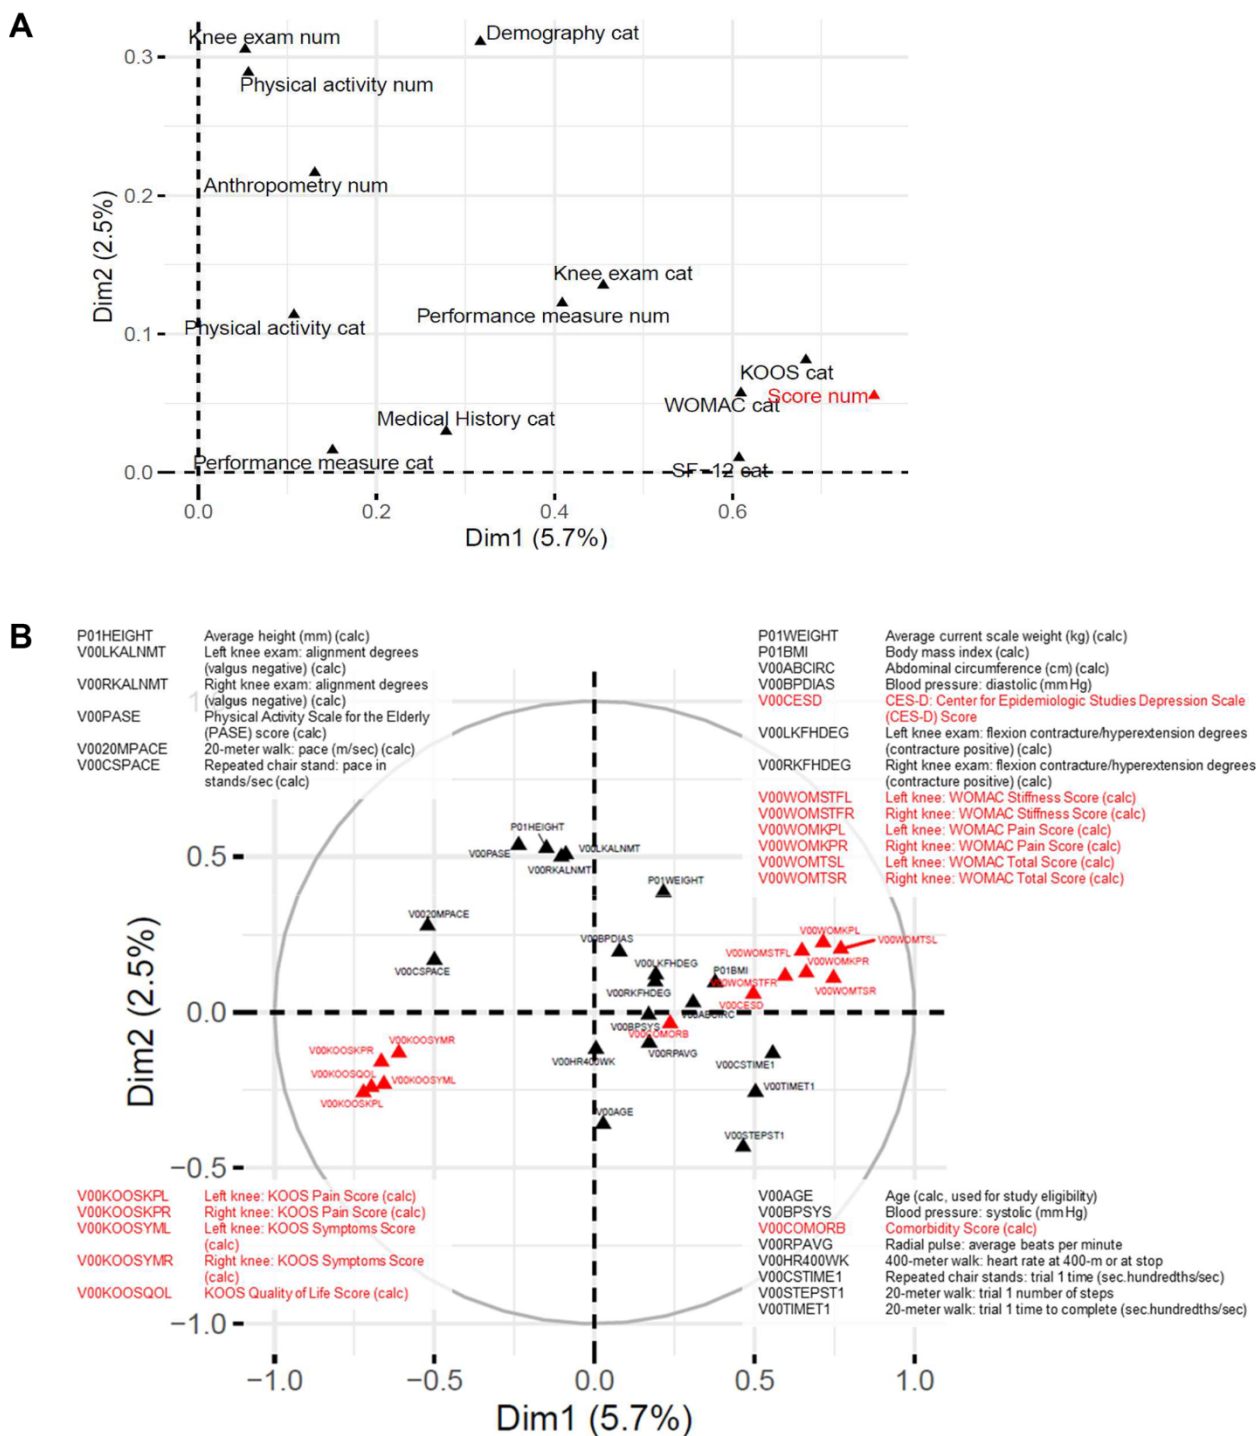 A
Knee exam num
Demography cat
0.3
Physical activity num
Anthropometry num
0.2
Dim2 (2.5%)
Knee exam cat
Performance measure num
0.1
Physical activity cat
KOOS cat
Score num
WOMAC cat
Medical History cat
Performance measure cat
SF-12 cat
0.0
0.0 0.2 0.4 0.6
Dim1 (5.7%)
B
P01HEIGHT Average height (mm) (calc)
V00LKALNMT Left knee exam: alignment degrees
(valgus negative) (calc)
V00RKALNMT Right knee exam: alignment degrees
(valgus negative) (calc)
V00PASE Physical Activity Scale for the Elderly
(PASE) score (calc)
V0020MPACE 20-meter walk: pace (m/sec) (calc)
V00CSPACE Repeated chair stand: pace in
stands/sec (calc)
P01WEIGHT Average current scale weight (kg) (calc)
P01BMI Body mass index (calc)
V00ABCIRC Abdominal circumference (cm) (calc)
V00BPDIAS Blood pressure: diastolic (mm Hg)
V00CESD CES-D: Center for Epidemiologic Studies Depression Scale
(CES-D) Score
V00LKFHDEG Left knee exam: flexion contracture/hyperextension degrees
(contracture positive) (calc)
V00RKFHDEG Right knee exam: flexion contracture/hyperextension degrees
(contracture positive) (calc)
V00WOMSTFL Left knee: WOMAC Stiffness Score (calc)
V00WOMSTFR Right knee: WOMAC Stiffness Score (calc)
V00WOMKPL Left knee: WOMAC Pain Score (calc)
V00WOMKPR Right knee: WOMAC Pain Score (calc)
V00WOMTSL Left knee: WOMAC Total Score (calc)
V00WOMTSR Right knee: WOMAC Total Score (calc)
P01HEIGHT
V00PASE
V00LKALNMT
V00RKALNMT
0.5
P01WEIGHT
V0020MPACE
V00WOMKPL
V00BPDIAS
V00WOMTSL
V00WOMSTFL
V00CSPACE
V00LKFHDEG
V00WOMKPR
P01BMI
V00WOMSTFR
V00RKFHDEG
V00WOMTSR
V00CESD
0.0
V00ABCIRC
V00BPSYS
V00COMORB
V00KOOSYMR
V00KOOSKPR
V00RPAVG
V00HR400WK
V00CSTIME1
V00KOOSQOL
V00KOOSYML
V00TIMET1
V00KOOSKPL
V00AGE
V00STEPST1
−0.5
Dim2 (2.5%)
V00KOOSKPL Left knee: KOOS Pain Score (calc)
V00KOOSKPR Right knee: KOOS Pain Score (calc)
V00KOOSYML Left knee: KOOS Symptoms Score
(calc)
V00KOOSYMR Right knee: KOOS Symptoms Score
(calc)
V00KOOSQOL KOOS Quality of Life Score (calc)
V00AGE Age (calc, used for study eligibility)
V00BPSYS Blood pressure: systolic (mm Hg)
V00COMORB Comorbidity Score (calc)
V00RPAVG Radial pulse: average beats per minute
V00HR400WK 400-meter walk: heart rate at 400-m or at stop
V00CSTIME1 Repeated chair stands: trial 1 time (sec.hundredths/sec)
V00STEPST1 20-meter walk: trial 1 number of steps
V00TIMET1 20-meter walk: trial 1 time to complete (sec.hundredths/sec)
−1.0
−1.0 −0.5 0.0 0.5 1.0
Dim1 (5.7%)